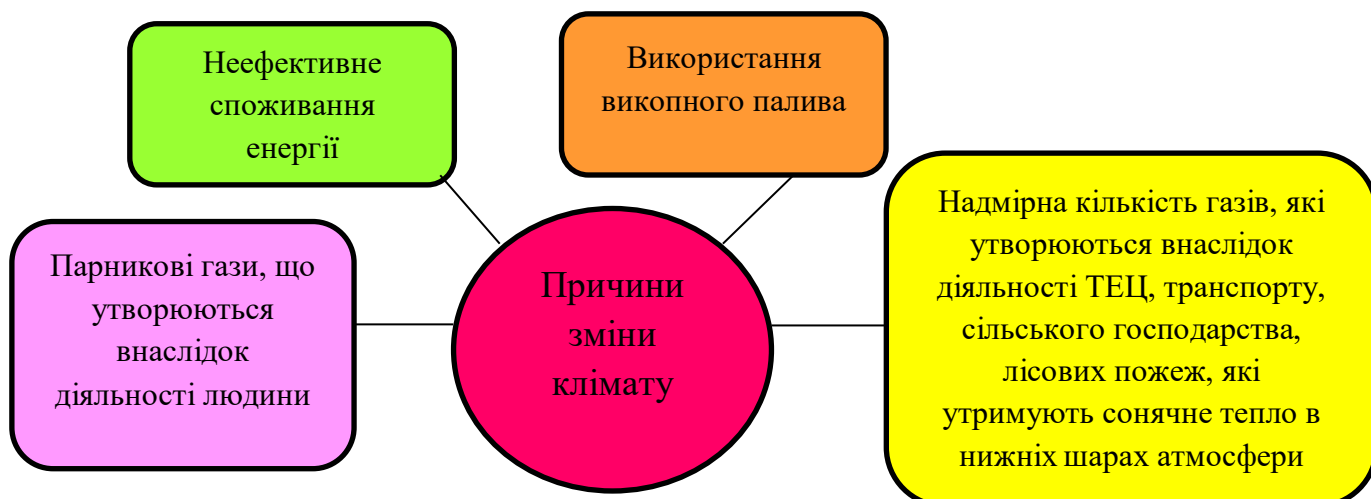 Неефективне
споживання
енергії
Використання
викопного палива
Парникові гази, що
утворюються
внаслідок
діяльності людини
Причини
зміни
клімату
Надмірна кількість газів, які
утворюються внаслідок
діяльності ТЕЦ, транспорту,
сільського господарства,
лісових пожеж, які
утримують сонячне тепло в
нижніх шарах атмосфери